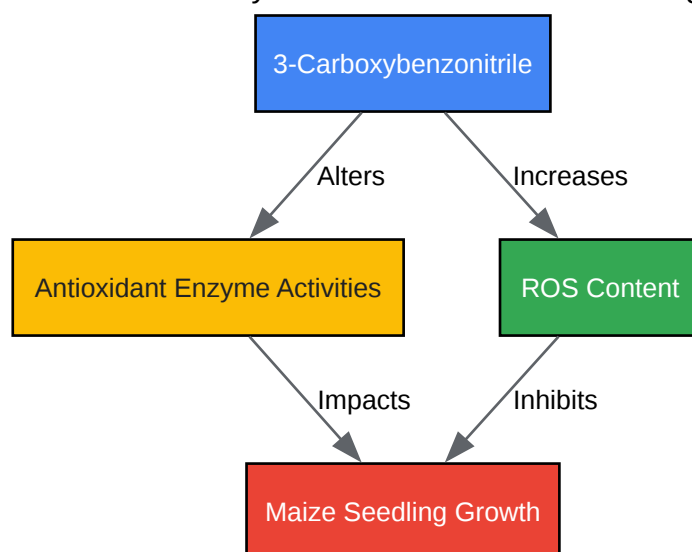 3-Carboxybenzonitrile
Alters
Increases
Antioxidant Enzyme Activities
ROS Content
Impacts
Inhibits
Maize Seedling Growth